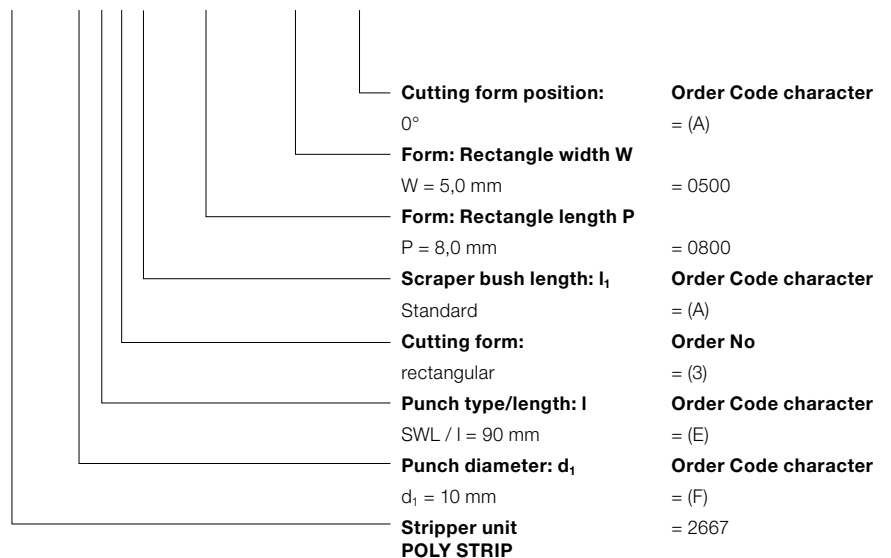 Cutting form position: Order Code character
0° = (A)
Form: Rectangle width W
W = 5,0 mm = 0500
Form: Rectangle length P
P = 8,0 mm = 0800
Scraper bush length: l₁ Order Code character
Standard = (A)
Cutting form: Order No
rectangular = (3)
Punch type/length: l Order Code character
SWL / l = 90 mm = (E)
Punch diameter: d₁ Order Code character
d₁ = 10 mm = (F)
Stripper unit = 2667
POLY STRIP